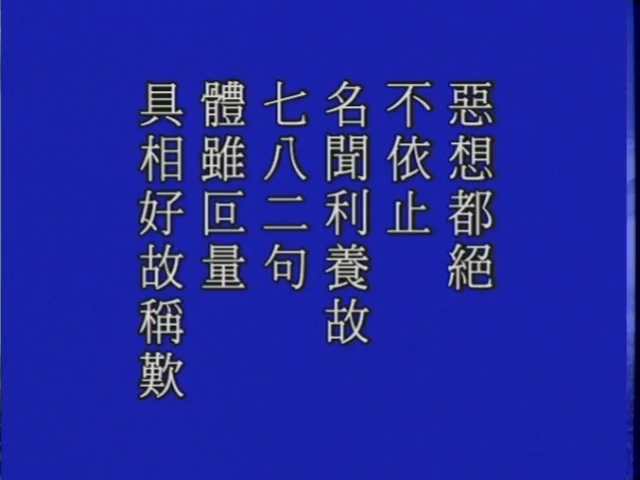 惡想都絕
不依止
名聞利養故
七八二句
體雖叵量
具相好故稱歎